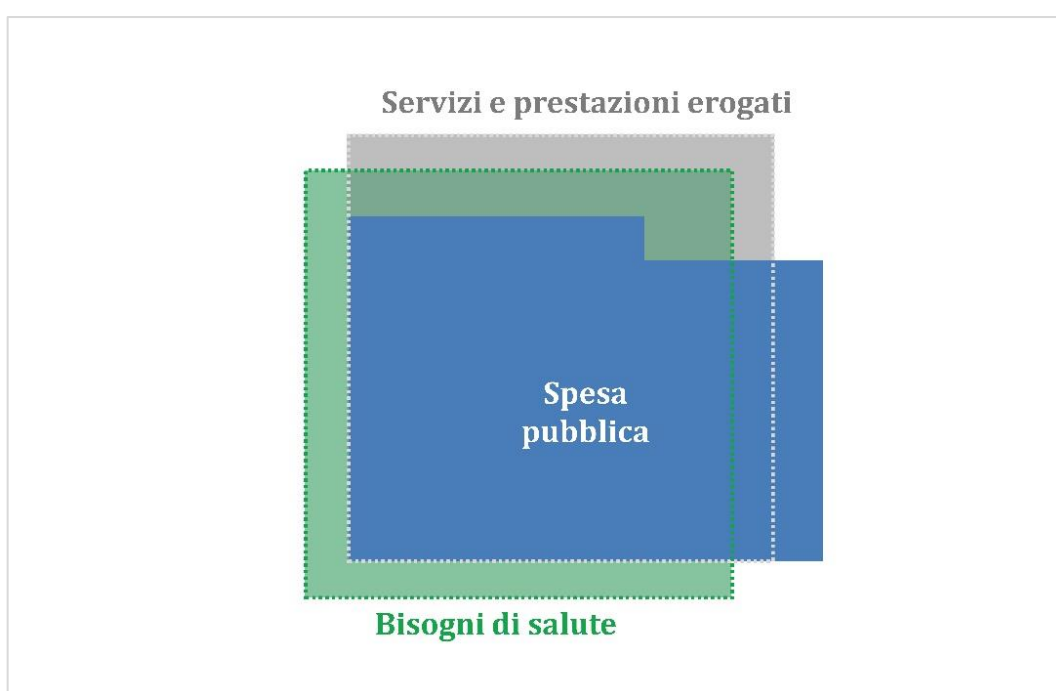 Servizi e prestazioni erogati
Spesa
pubblica
Bisogni di salute